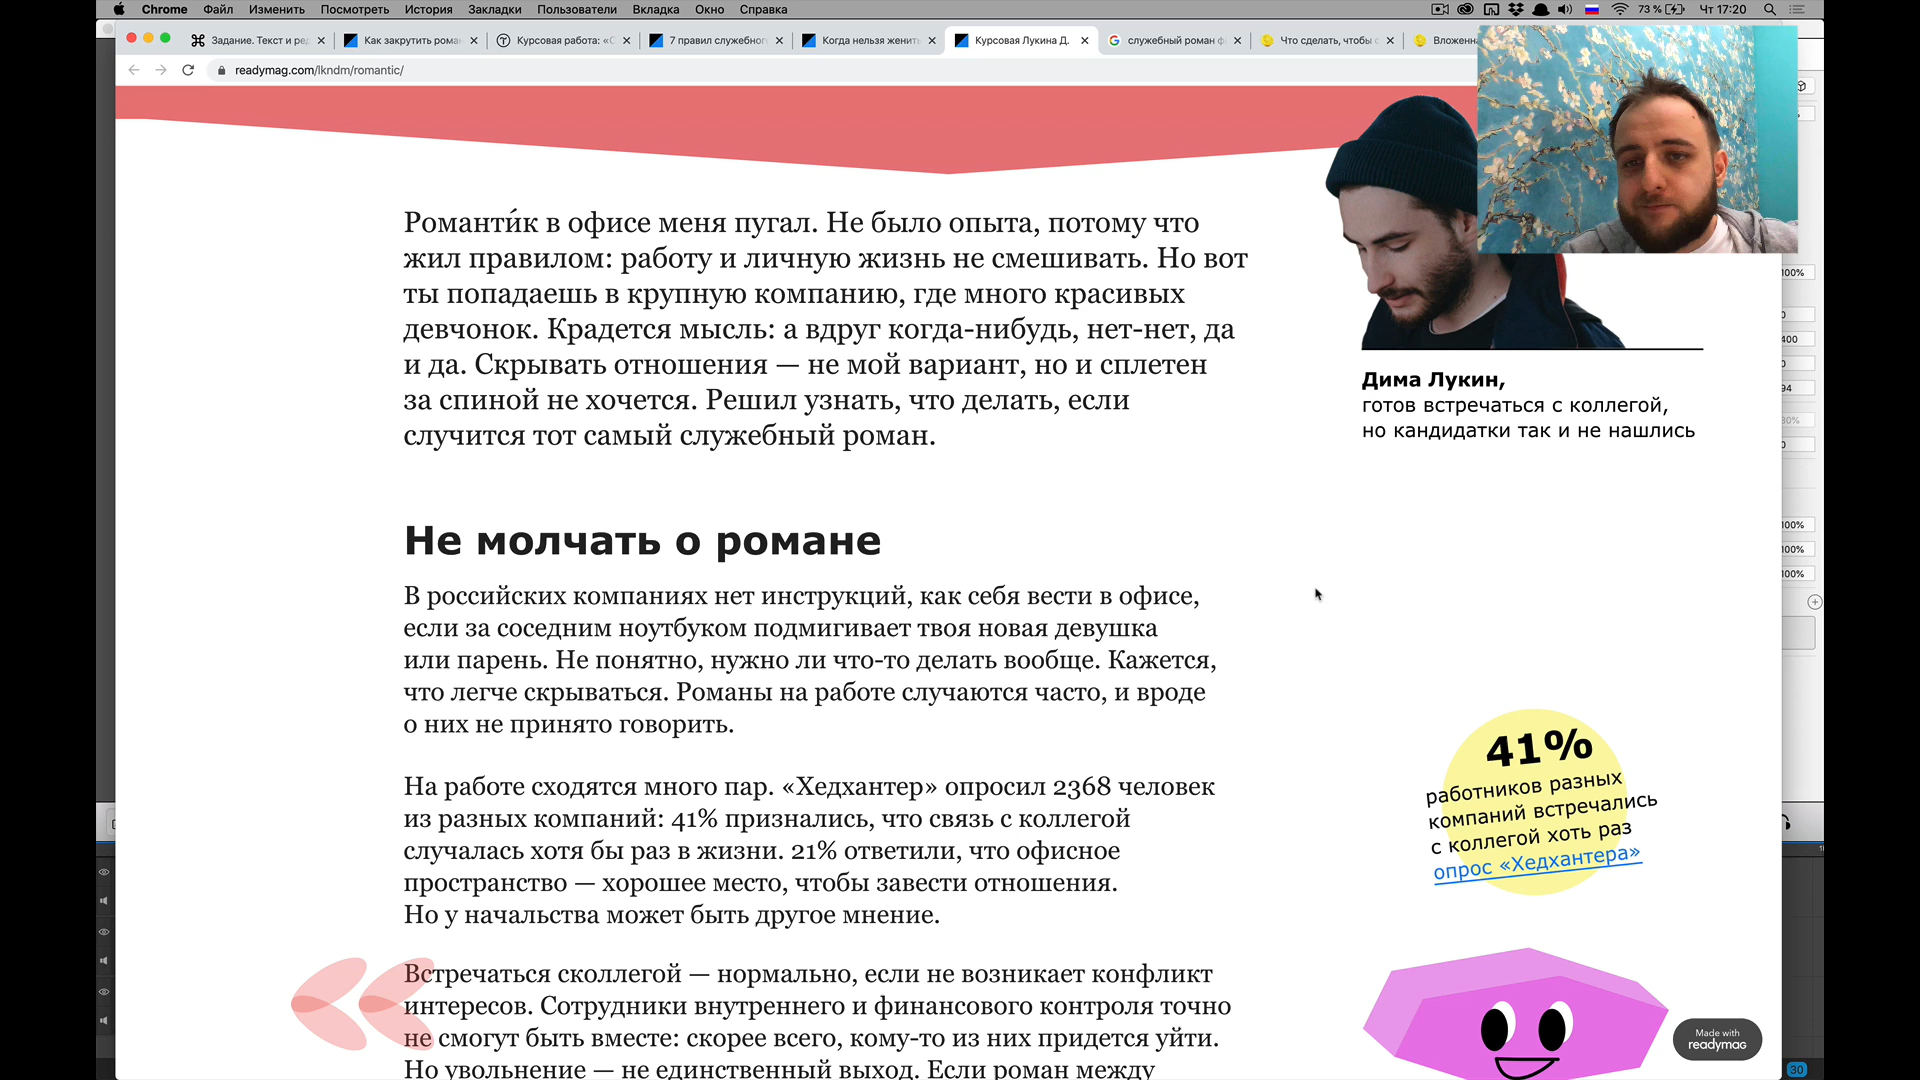 Chrome Файл Изменить Посмотреть История Закладки Пользователи Вкладка Окно Справка
73 % Чт 17:20
Задание. Текст и ред
Как закрутить рома
Курсовая работа: «С
7 правил служебног
Когда нельзя женить
Курсовая Лукина Д.
служебный роман ф
Что сделать, чтобы с
Вложенн
readymag.com/lkndm/romantic/
Романти́к в офисе меня пугал. Не было опыта, потому что
жил правилом: работу и личную жизнь не смешивать. Но вот
ты попадаешь в крупную компанию, где много красивых
девчонок. Крадется мысль: а вдруг когда-нибудь, нет-нет, да
и да. Скрывать отношения — не мой вариант, но и сплетен
за спиной не хочется. Решил узнать, что делать, если
случится тот самый служебный роман.
Дима Лукин,
готов встречаться с коллегой,
но кандидатки так и не нашлись
Не молчать о романе
В российских компаниях нет инструкций, как себя вести в офисе,
если за соседним ноутбуком подмигивает твоя новая девушка
или парень. Не понятно, нужно ли что-то делать вообще. Кажется,
что легче скрываться. Романы на работе случаются часто, и вроде
о них не принято говорить.
На работе сходятся много пар. «Хедхантер» опросил 2368 человек
из разных компаний: 41% признались, что связь с коллегой
случалась хотя бы раз в жизни. 21% ответили, что офисное
пространство — хорошее место, чтобы завести отношения.
Но у начальства может быть другое мнение.
41%
работников разных
компаний встречались
с коллегой хоть раз
опрос «Хедхантера»
Встречаться сколлегой — нормально, если не возникает конфликт
интересов. Сотрудники внутреннего и финансового контроля точно
не смогут быть вместе: скорее всего, кому-то из них придется уйти.
Но увольнение — не единственный выход. Если роман между
Made with
readymag
100%
400
94
100%
100%
100%
30